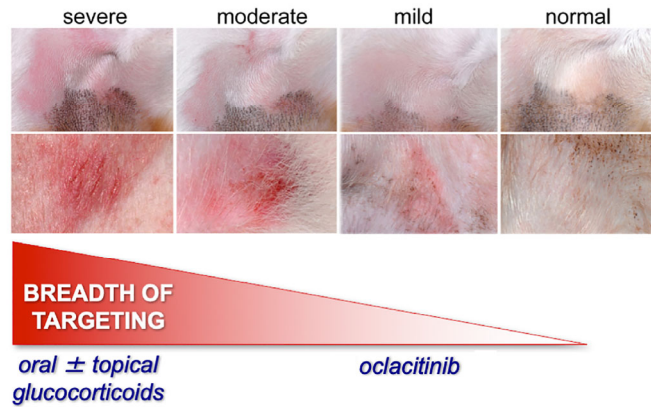 severe moderate mild normal
BREADTH OF
TARGETING
oral ± topical
glucocorticoids
oclacitinib